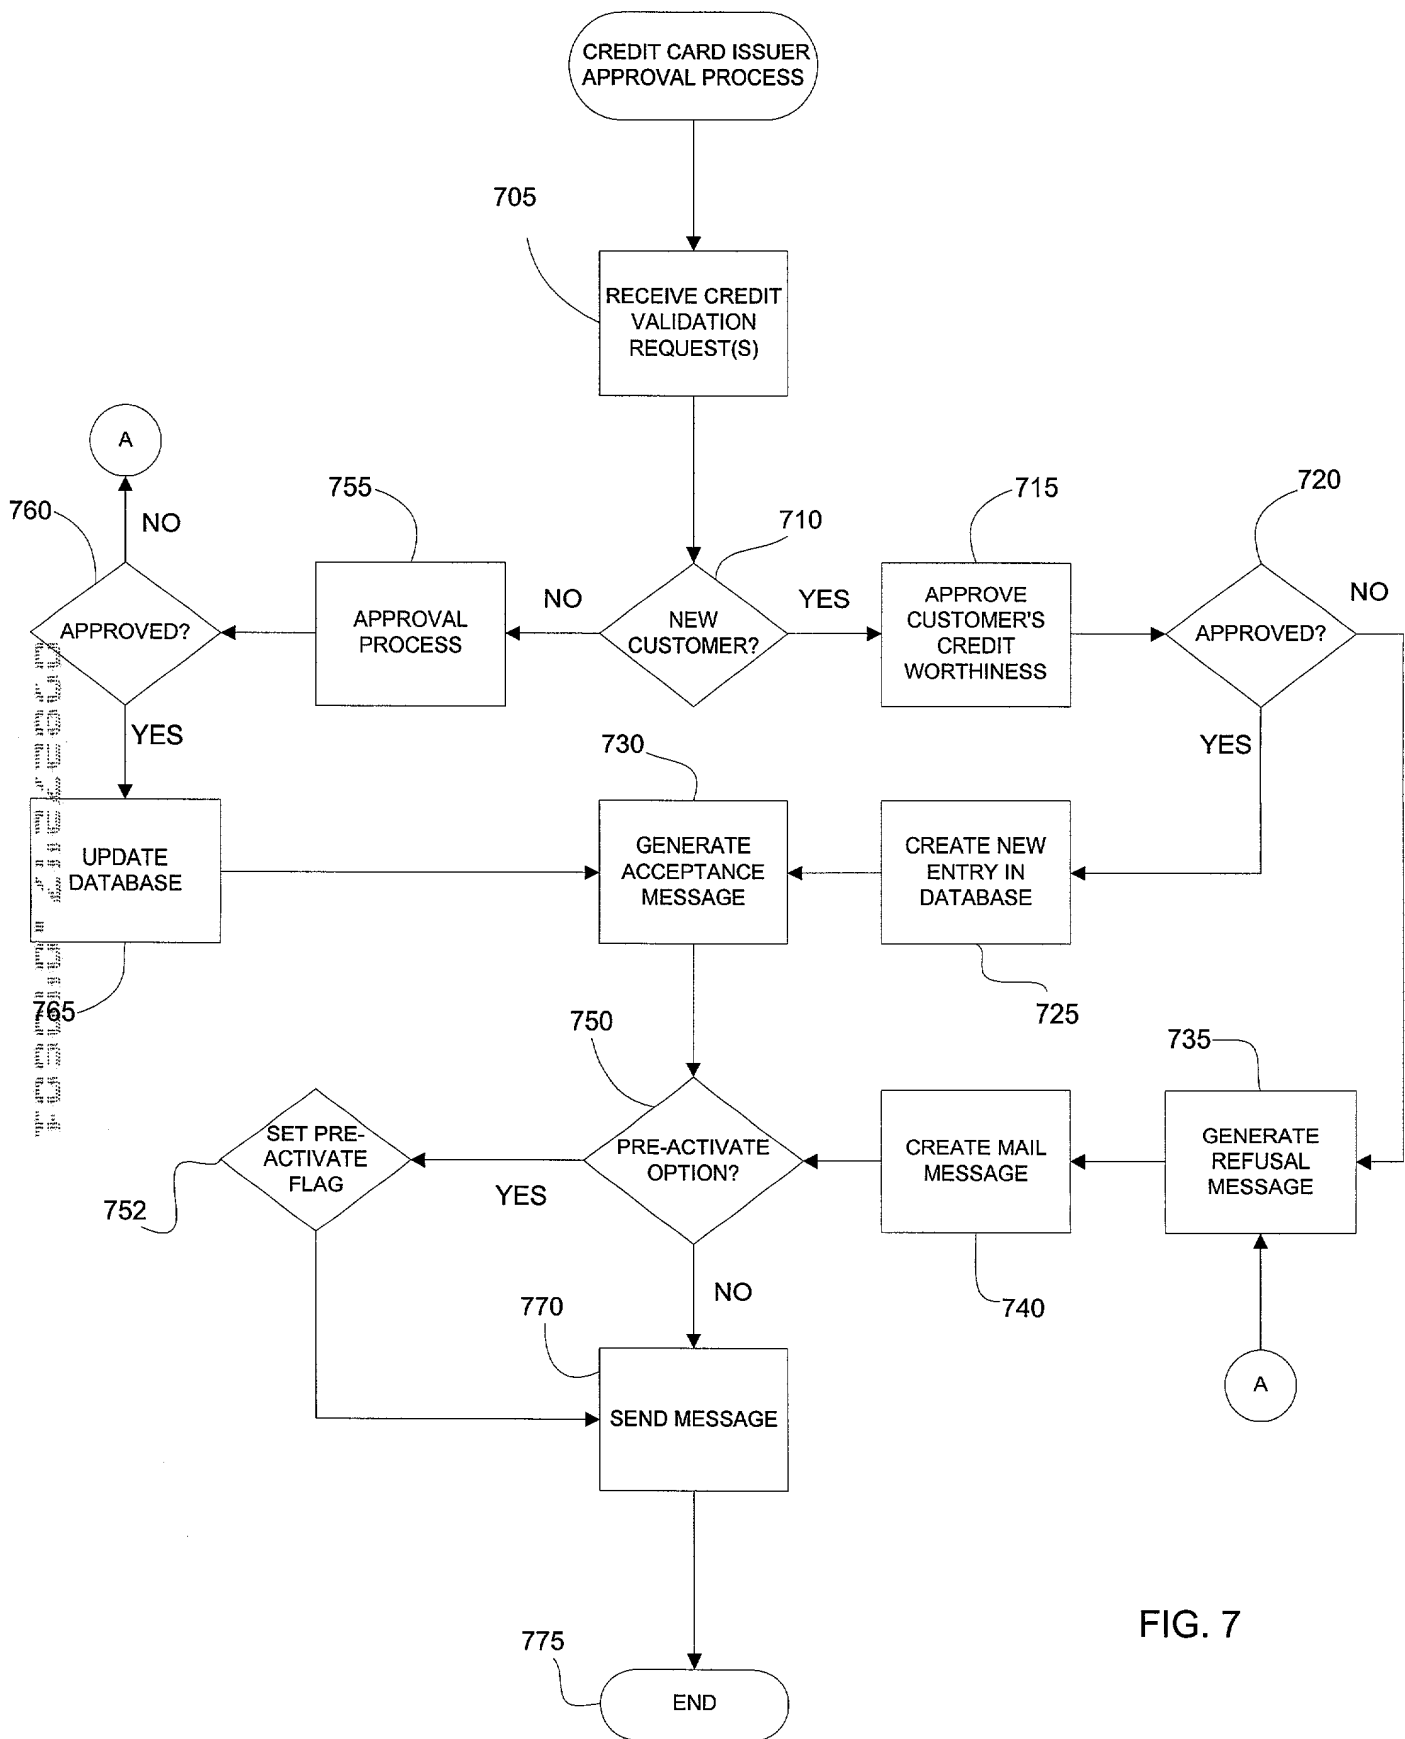 CREDIT CARD ISSUER
APPROVAL PROCESS
705
RECEIVE CREDIT
VALIDATION
REQUEST(S)
A
760
NO
755
710
715
720
APPROVED?
APPROVAL
PROCESS
NO
NEW
CUSTOMER?
YES
APPROVE
CUSTOMER'S
CREDIT
WORTHINESS
APPROVED?
NO
YES
730
YES
UPDATE
DATABASE
GENERATE
ACCEPTANCE
MESSAGE
CREATE NEW
ENTRY IN
DATABASE
765
750
725
735
SET PRE-
ACTIVATE
FLAG
752
YES
PRE-ACTIVATE
OPTION?
CREATE MAIL
MESSAGE
GENERATE
REFUSAL
MESSAGE
NO
740
770
SEND MESSAGE
A
775
END
FIG. 7